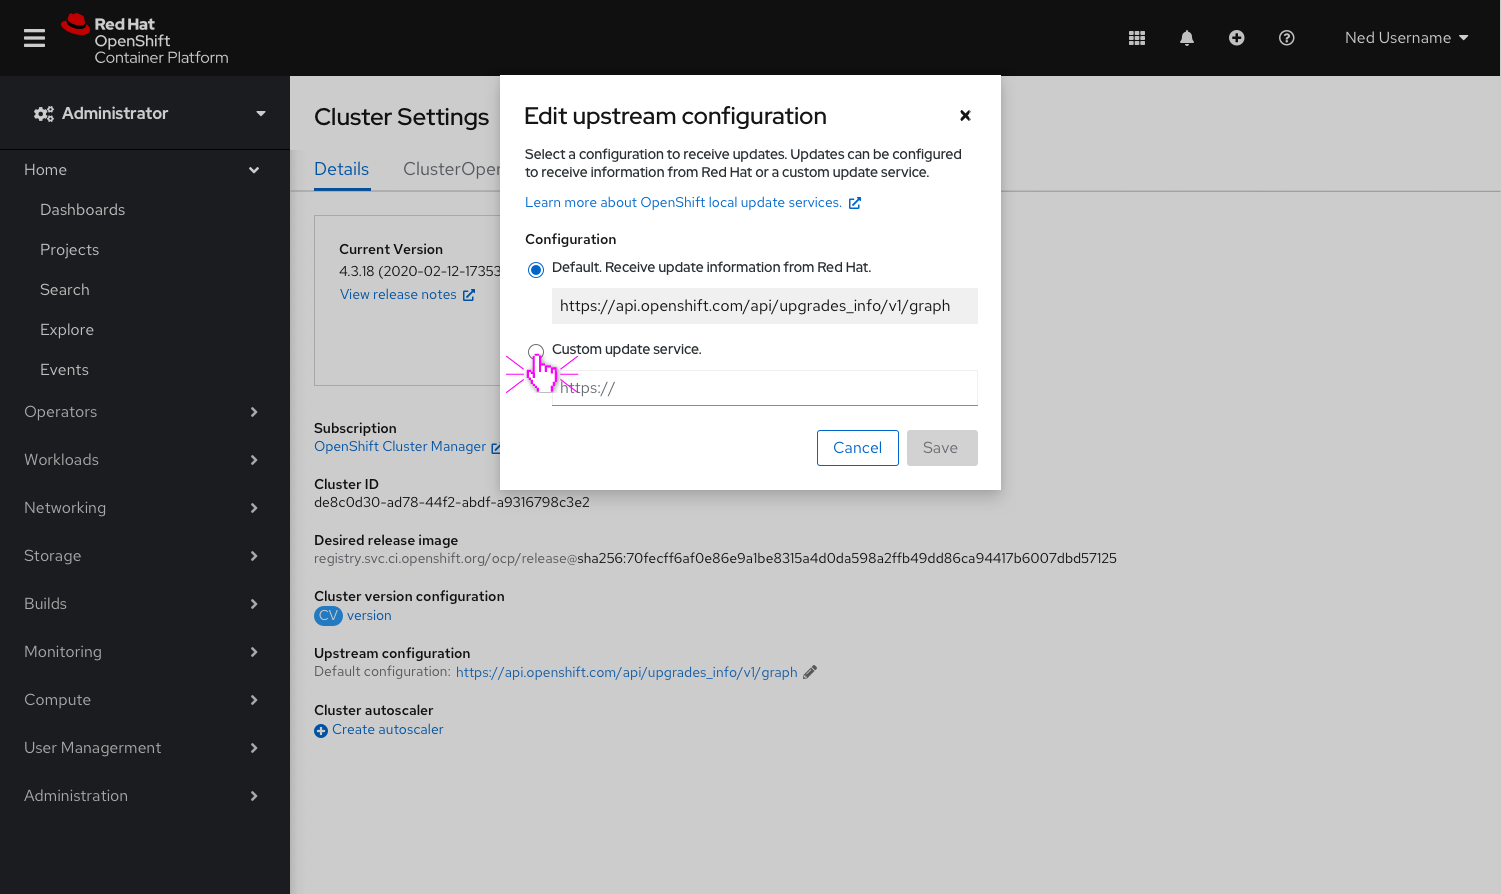 Red Hat
OpenShift
Container Platform
Ned Username
Administrator
Home
Dashboards
Projects
Search
Explore
Events
Operators
Workloads
Networking
Storage
Builds
Monitoring
Compute
User Managerment
Administration
Cluster Settings
Details
ClusterOper
Current Version
4.3.18 (2020-02-12-17353
View release notes
Subscription
OpenShift Cluster Manager
Cluster ID
de8c0d30-ad78-44f2-abdf-a9316798c3e2
Desired release image
registry.svc.ci.openshift.org/ocp/release@sha256:70fecff6af0e86e9a1be8315a4d0da598a2ffb49dd86ca94417b6007dbd57125
Cluster version configuration
CV version
Upstream configuration
Default configuration: https://api.openshift.com/api/upgrades_info/v1/graph
Cluster autoscaler
Create autoscaler
Edit upstream configuration
Select a configuration to receive updates. Updates can be configured
to receive information from Red Hat or a custom update service.
Learn more about OpenShift local update services.
Configuration
Default. Receive update information from Red Hat.
https://api.openshift.com/api/upgrades_info/v1/graph
Custom update service.
https://
Cancel
Save